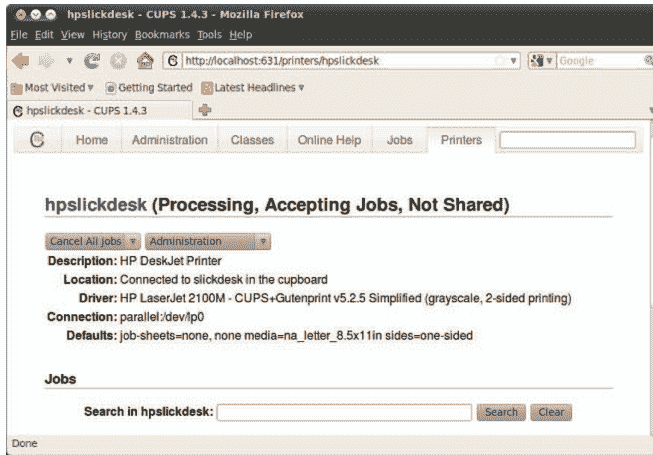 hpslickdesk - CUPS 1.4.3 - Mozilla Firefox
File Edit View History Bookmarks Tools Help
http://localhost:631/printers/hpslickdesk Google
Most Visited Getting Started Latest Headlines
hpslickdesk - CUPS 1.4.3
Home Administration Classes Online Help Jobs Printers
hpslickdesk (Processing, Accepting Jobs, Not Shared)
Cancel All Jobs Administration
Description: HP DeskJet Printer
Location: Connected to slickdesk in the cupboard
Driver: HP LaserJet 2100M - CUPS+Gutenprint v5.2.5 Simplified (grayscale, 2-sided printing)
Connection: parallel:/dev/lp0
Defaults: job-sheets=none, none media=na_letter_8.5x11in sides=one-sided
Jobs
Search in hpslickdesk: Search Clear
Done